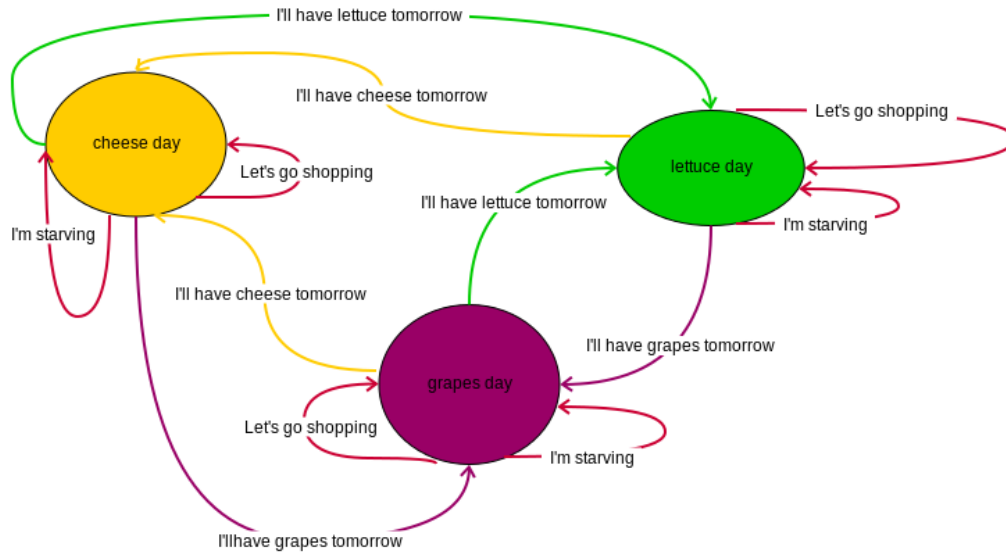 I'll have lettuce tomorrow
I'll have cheese tomorrow
Let's go shopping
cheese day
lettuce day
Let's go shopping
I'll have lettuce tomorrow
I'm starving
I'm starving
I'll have cheese tomorrow
I'll have grapes tomorrow
grapes day
Let's go shopping
I'm starving
I'llhave grapes tomorrow